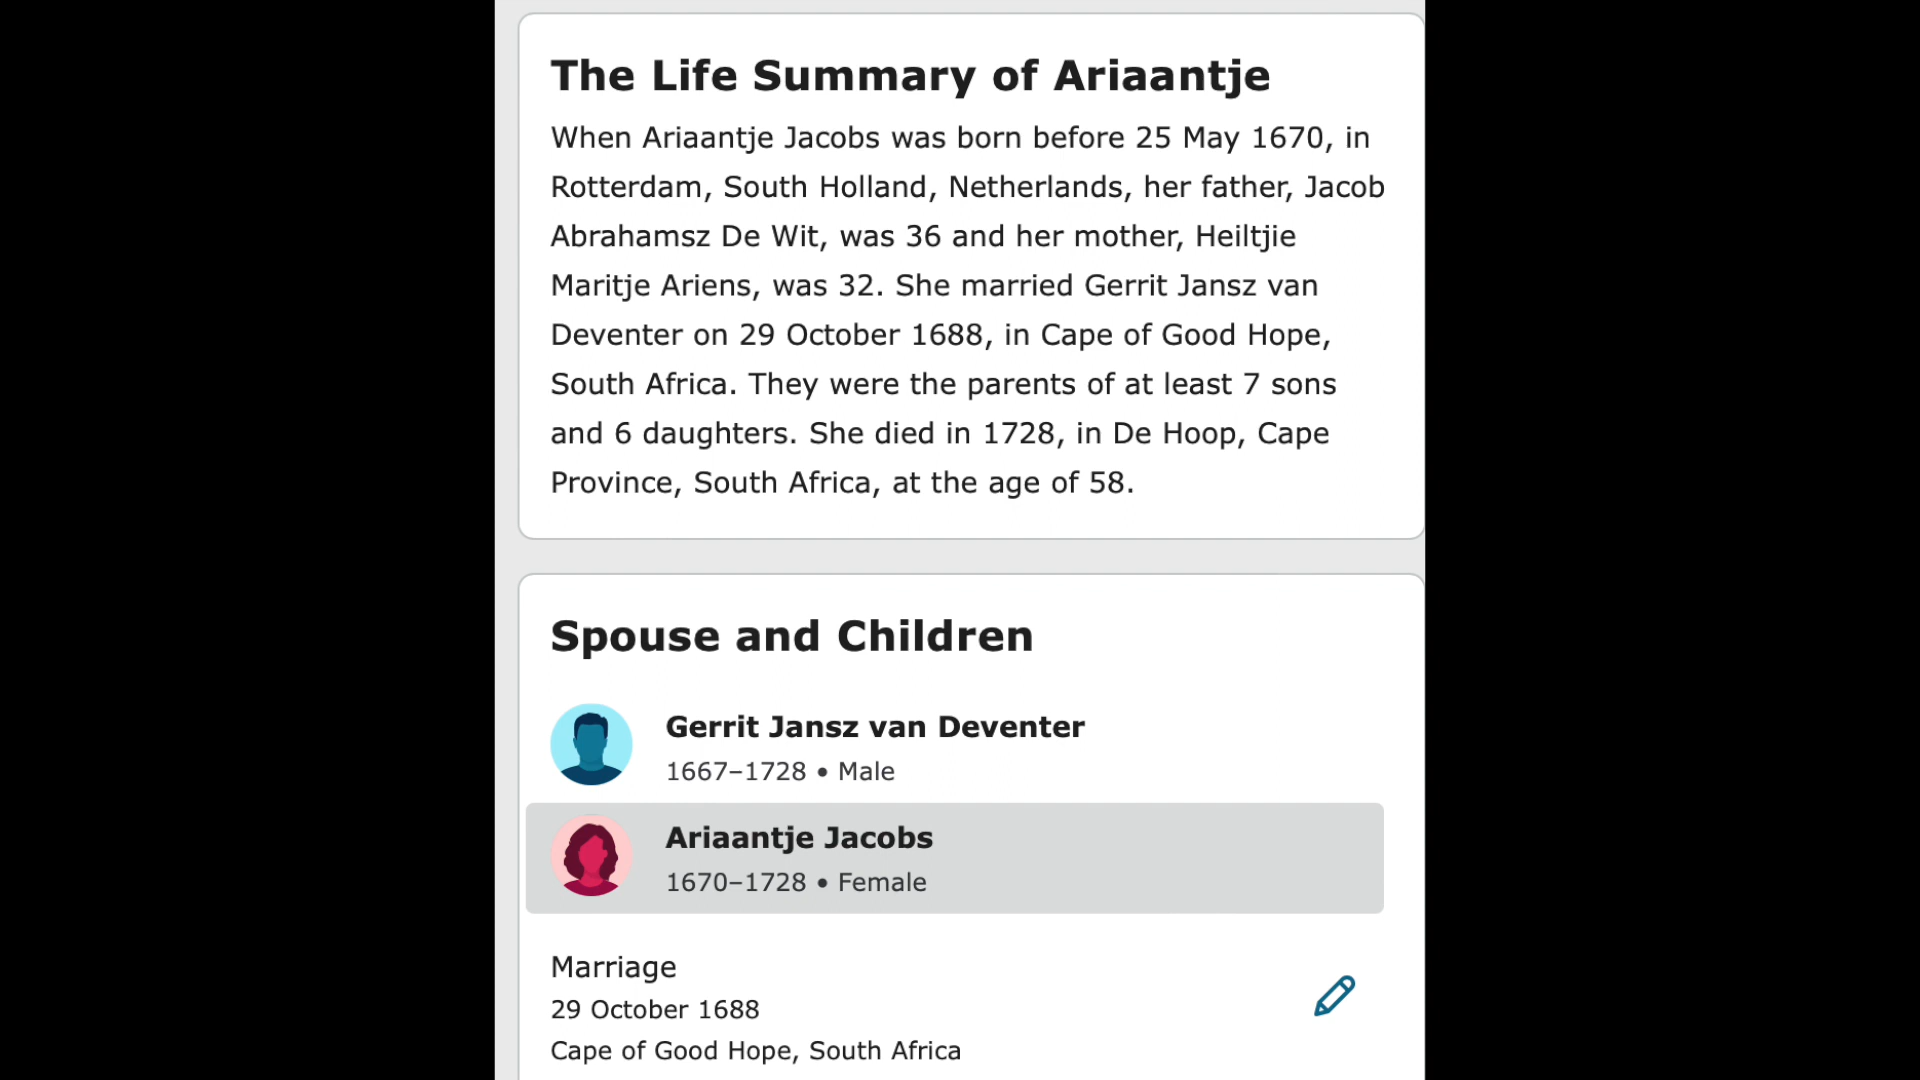 The Life Summary of Ariaantje
When Ariaantje Jacobs was born before 25 May 1670, in
Rotterdam, South Holland, Netherlands, her father, Jacob
Abrahamsz De Wit, was 36 and her mother, Heiltjie
Maritje Ariens, was 32. She married Gerrit Jansz van
Deventer on 29 October 1688, in Cape of Good Hope,
South Africa. They were the parents of at least 7 sons
and 6 daughters. She died in 1728, in De Hoop, Cape
Province, South Africa, at the age of 58.
Spouse and Children
Gerrit Jansz van Deventer
1667–1728 • Male
Ariaantje Jacobs
1670–1728 • Female
Marriage
29 October 1688
Cape of Good Hope, South Africa